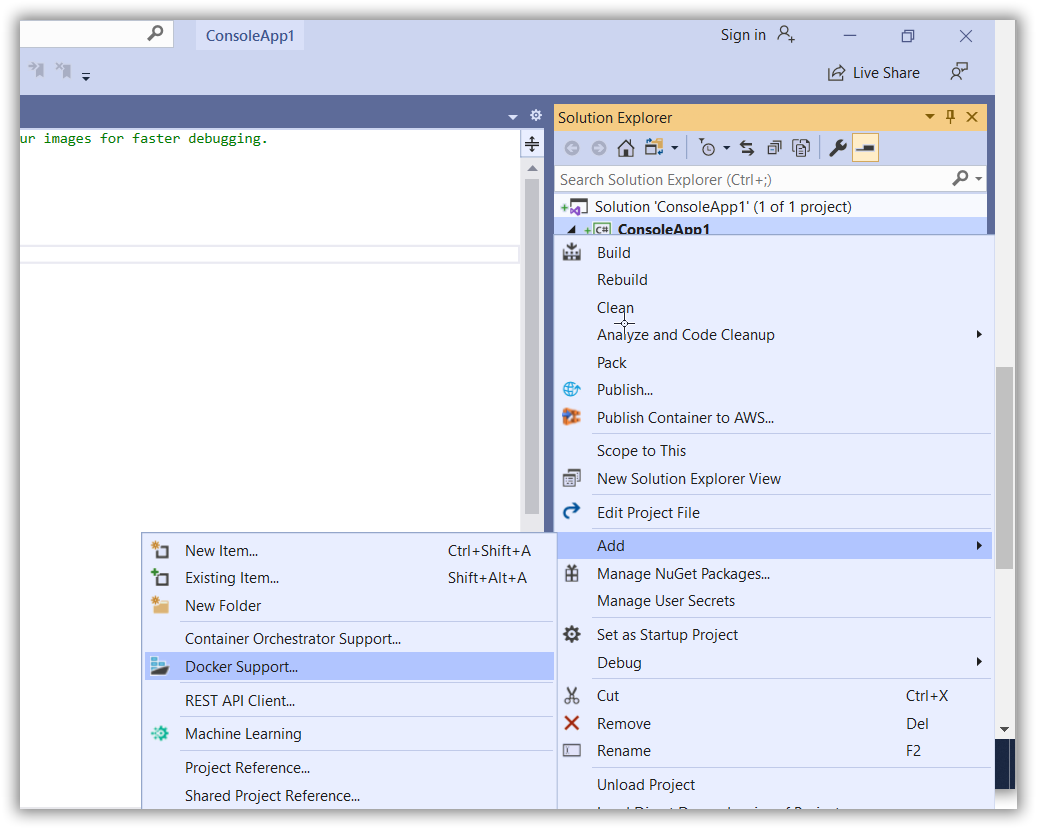 ConsoleApp1
Sign in
Live Share
ur images for faster debugging.
Solution Explorer
Search Solution Explorer (Ctrl+;)
Solution 'ConsoleApp1' (1 of 1 project)
C# ConsoleApp1
Build
Rebuild
Clean
Analyze and Code Cleanup
Pack
Publish...
Publish Container to AWS...
Scope to This
New Solution Explorer View
Edit Project File
Add
Manage NuGet Packages...
Manage User Secrets
Set as Startup Project
Debug
Cut Ctrl+X
Remove Del
Rename F2
Unload Project
New Item... Ctrl+Shift+A
Existing Item... Shift+Alt+A
New Folder
Container Orchestrator Support...
Docker Support...
REST API Client...
Machine Learning
Project Reference...
Shared Project Reference...